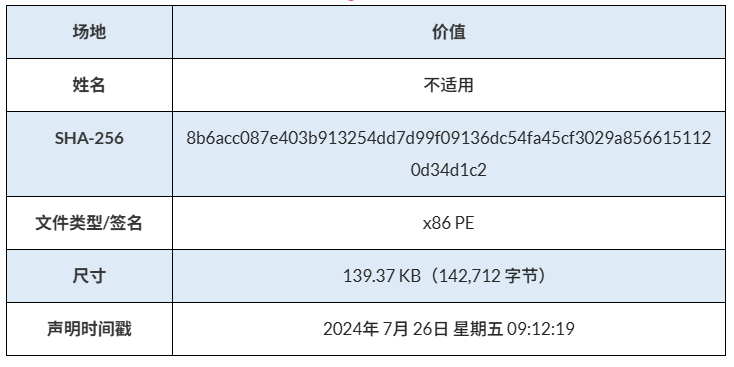 场地 价值
姓名 不适用
SHA-256 8b6acc087e403b913254dd7d99f09136dc54fa45cf3029a856615112
0d34d1c2
文件类型/签名 x86 PE
尺寸 139.37 KB（142,712 字节）
声明时间戳 2024年 7月 26日 星期五 09:12:19